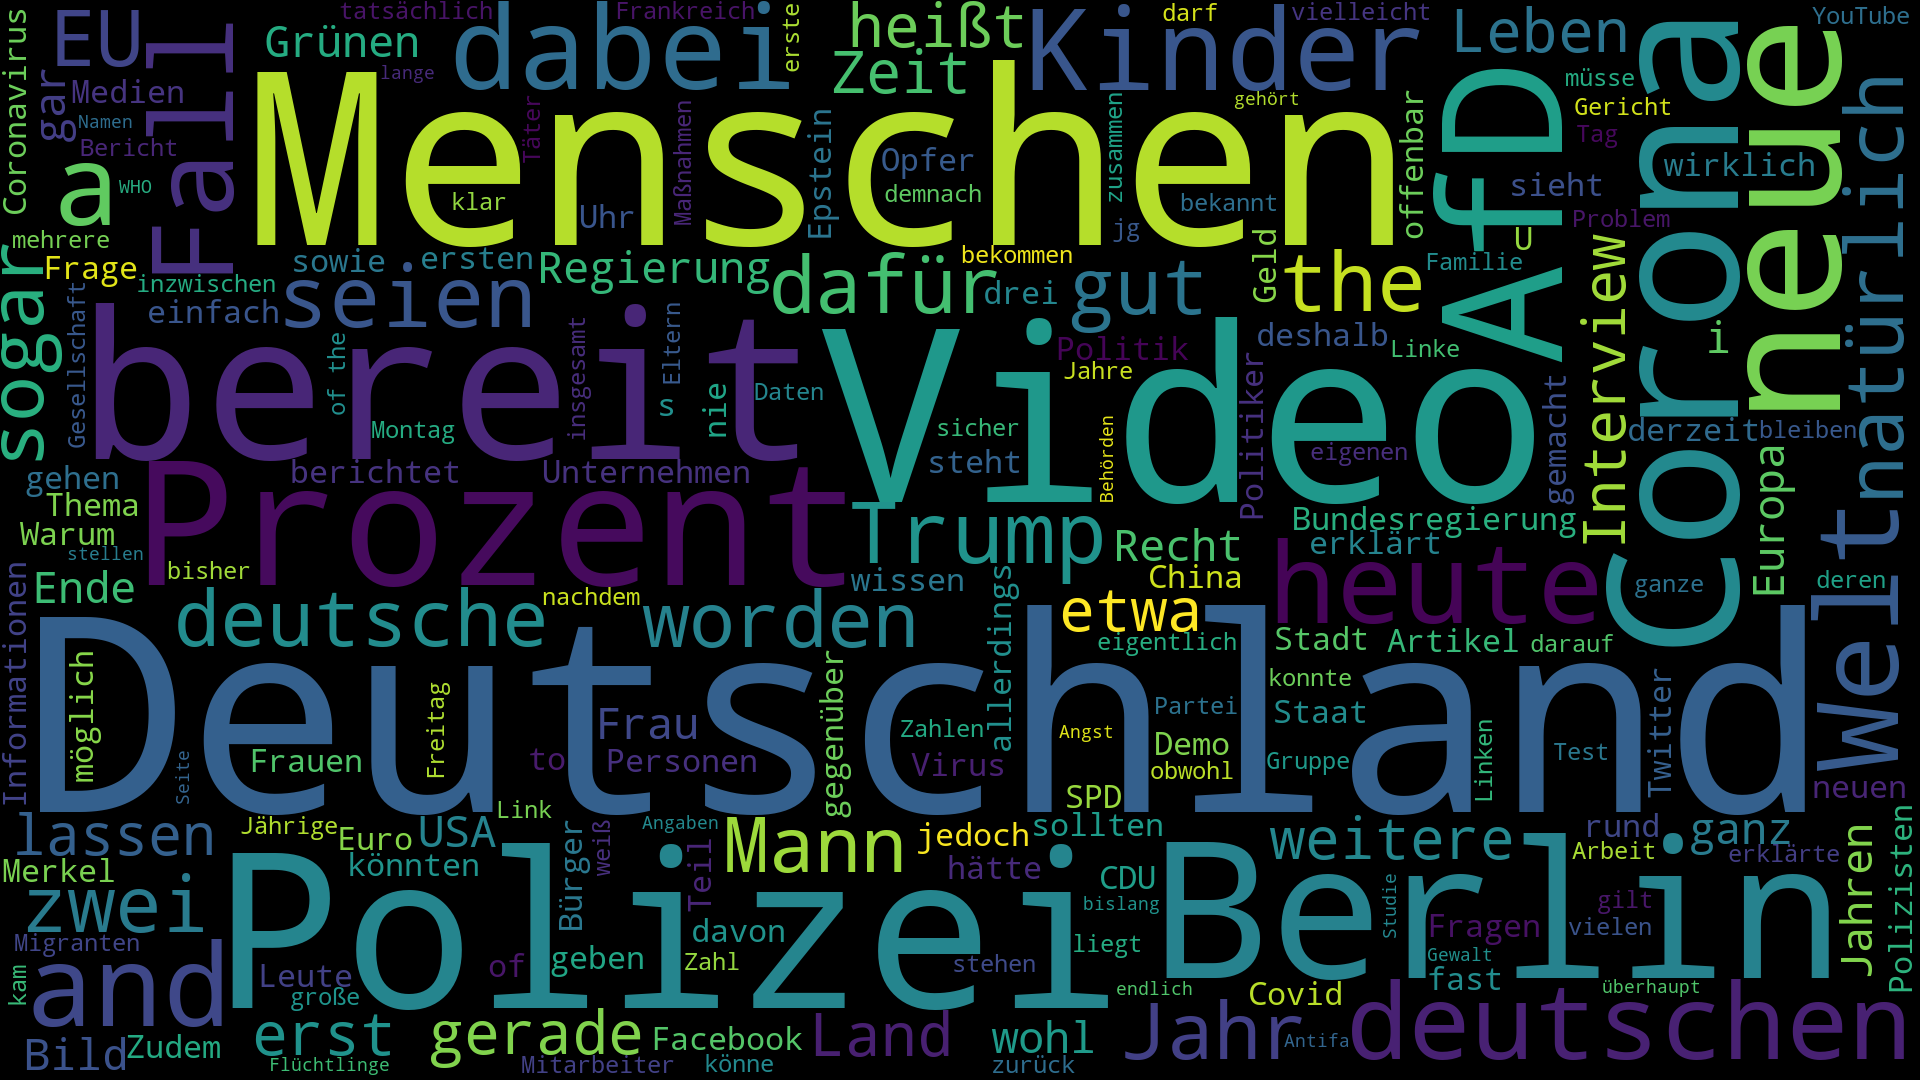 Coronavirus
EU
Fall
tatsächlich
Frankreich
Grünen
dabei
erste
heißt
Kinder
darf
vielleicht
Leben
Corona
neue
YouTube
gar
Medien
lange
Menschen
Zeit
gehört
AfD
müsse
Gericht
natürlich
Namen
Bericht
Täter
Maßnahmen
Epstein
Opfer
zusammen
offenbar
Tag
wirklich
a
WHO
klar
demnach
bekannt
sieht
Uhr
jg
Problem
mehrere
U
sogar
Frage
inzwischen
sowie
ersten
Regierung
dafür
bekommen
Geld
the
Familie
Interview
einfach
seien
drei
gut
Gesellschaft
bereit
of the
insgesamt
Eltern
Video
Politik
deshalb
Linke
i
s
nie
Daten
Jahre
Politiker
Montag
sicher
Behörden
gemacht
derzeit
bleiben
gehen
berichtet
Unternehmen
steht
eigenen
Europa
Thema
Prozent
Trump
Bundesregierung
Warum
Recht
erklärt
Welt
stellen
bisher
Informationen
Ende
wissen
allerdings
China
heute
ganze
deren
nachdem
deutsche
worden
etwa
eigentlich
Stadt
Artikel
darauf
Deutschland
möglich
Freitag
Frau
gegenüber
konnte
Partei
Staat
Twitter
Zahlen
Angst
Linken
Seite
Frauen
to
Personen
Virus
Demo
obwohl
Gruppe
Test
neuen
SPD
Link
lassen
Jährige
Euro
USA
Bürger
weiß
Angaben
Teil
Mann
jedoch
sollten
weitere
rund
ganz
Jahren
Polizisten
Merkel
könnten
Arbeit
erklärte
zwei
Polizei
hätte
CDU
Berlin
bislang
Studie
gilt
Fragen
vielen
Migranten
davon
liegt
kam
and
Leute
große
of
geben
Zahl
stehen
Gewalt
fast
endlich
Covid
überhaupt
Bild
Zudem
erst
gerade
Facebook
Land
wohl
Jahr
Antifa
deutschen
Flüchtlinge
Mitarbeiter
könne
zurück